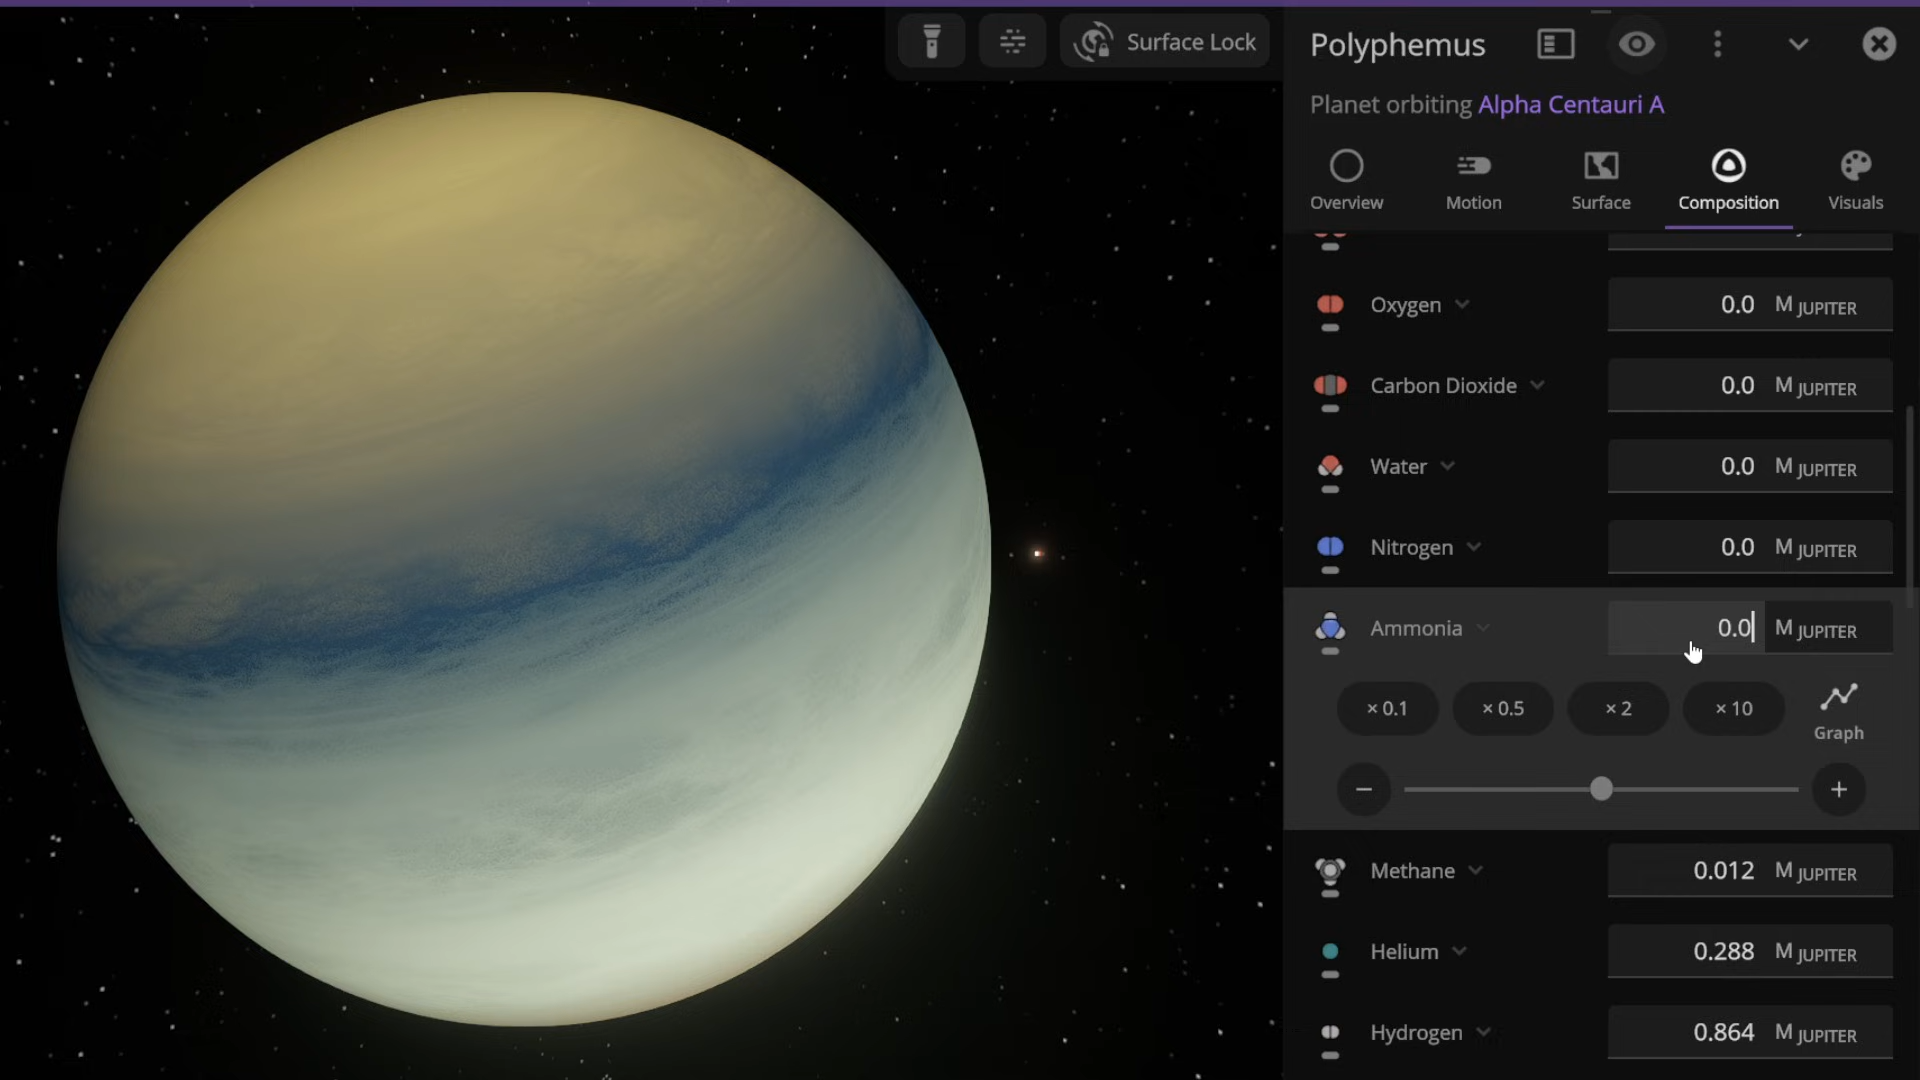 Surface Lock
Polyphemus
Planet orbiting Alpha Centauri A
Overview
Motion
Surface
Composition
Visuals
Oxygen 0.0 M JUPITER
Carbon Dioxide 0.0 M JUPITER
Water 0.0 M JUPITER
Nitrogen 0.0 M JUPITER
Ammonia 0.0 M JUPITER
× 0.1 × 0.5 × 2 × 10 Graph
− +
Methane 0.012 M JUPITER
Helium 0.288 M JUPITER
Hydrogen 0.864 M JUPITER